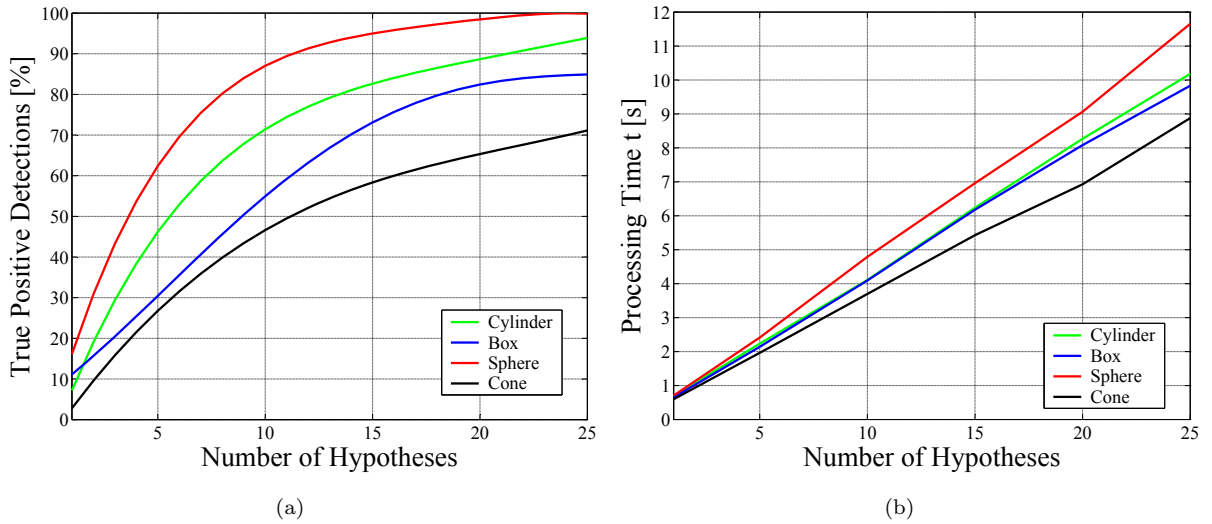 True Positive Detections [%]
100
90
80
70
60
50
40
30
20
10
0
5
10
15
20
25
Number of Hypotheses
Cylinder
Box
Sphere
Cone
(a)
Processing Time t [s]
12
11
10
9
8
7
6
5
4
3
2
1
0
5
10
15
20
25
Number of Hypotheses
Cylinder
Box
Sphere
Cone
(b)